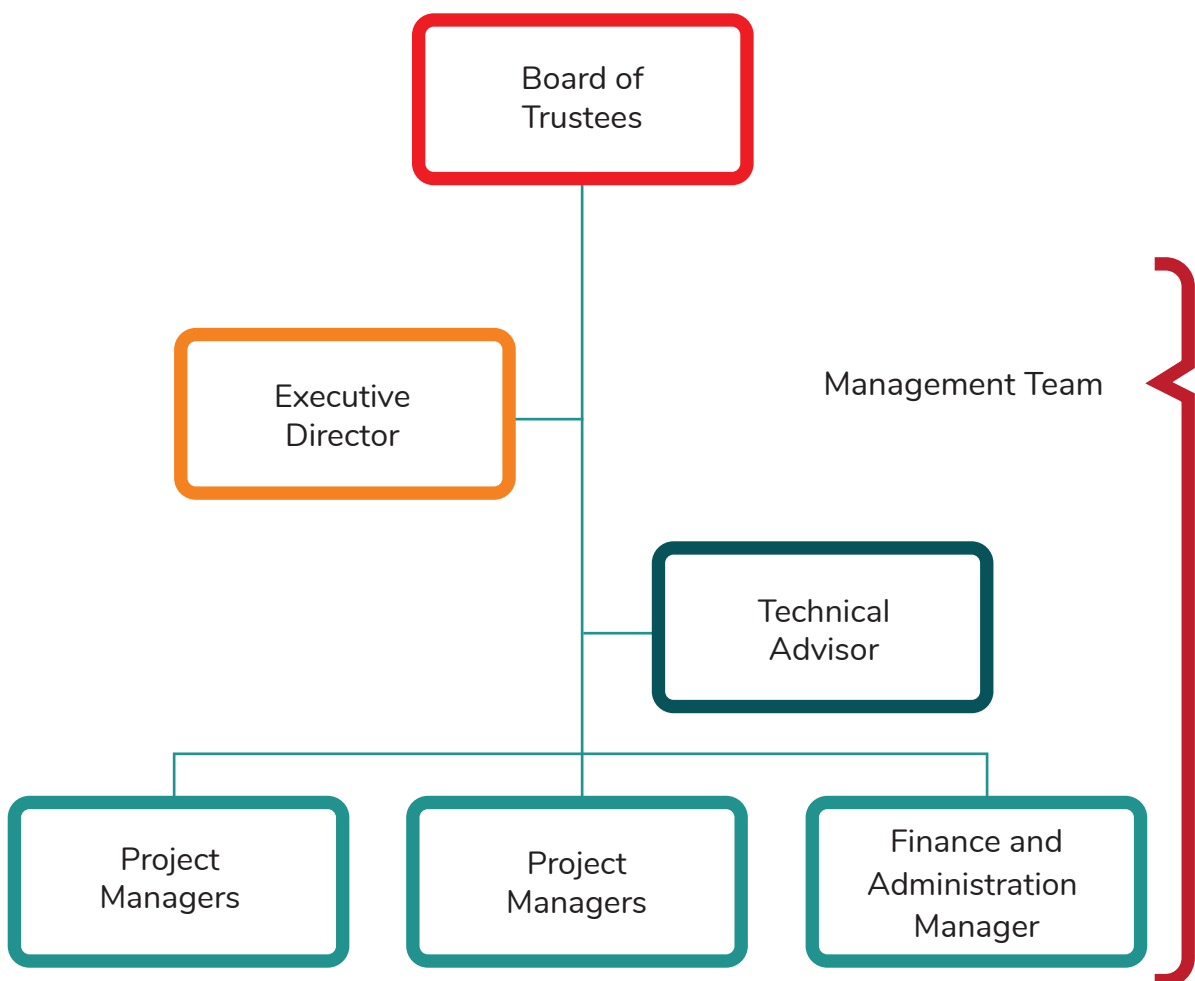 Board of
Trustees
Executive
Director
Management Team
Technical
Advisor
Project
Managers
Project
Managers
Finance and
Administration
Manager